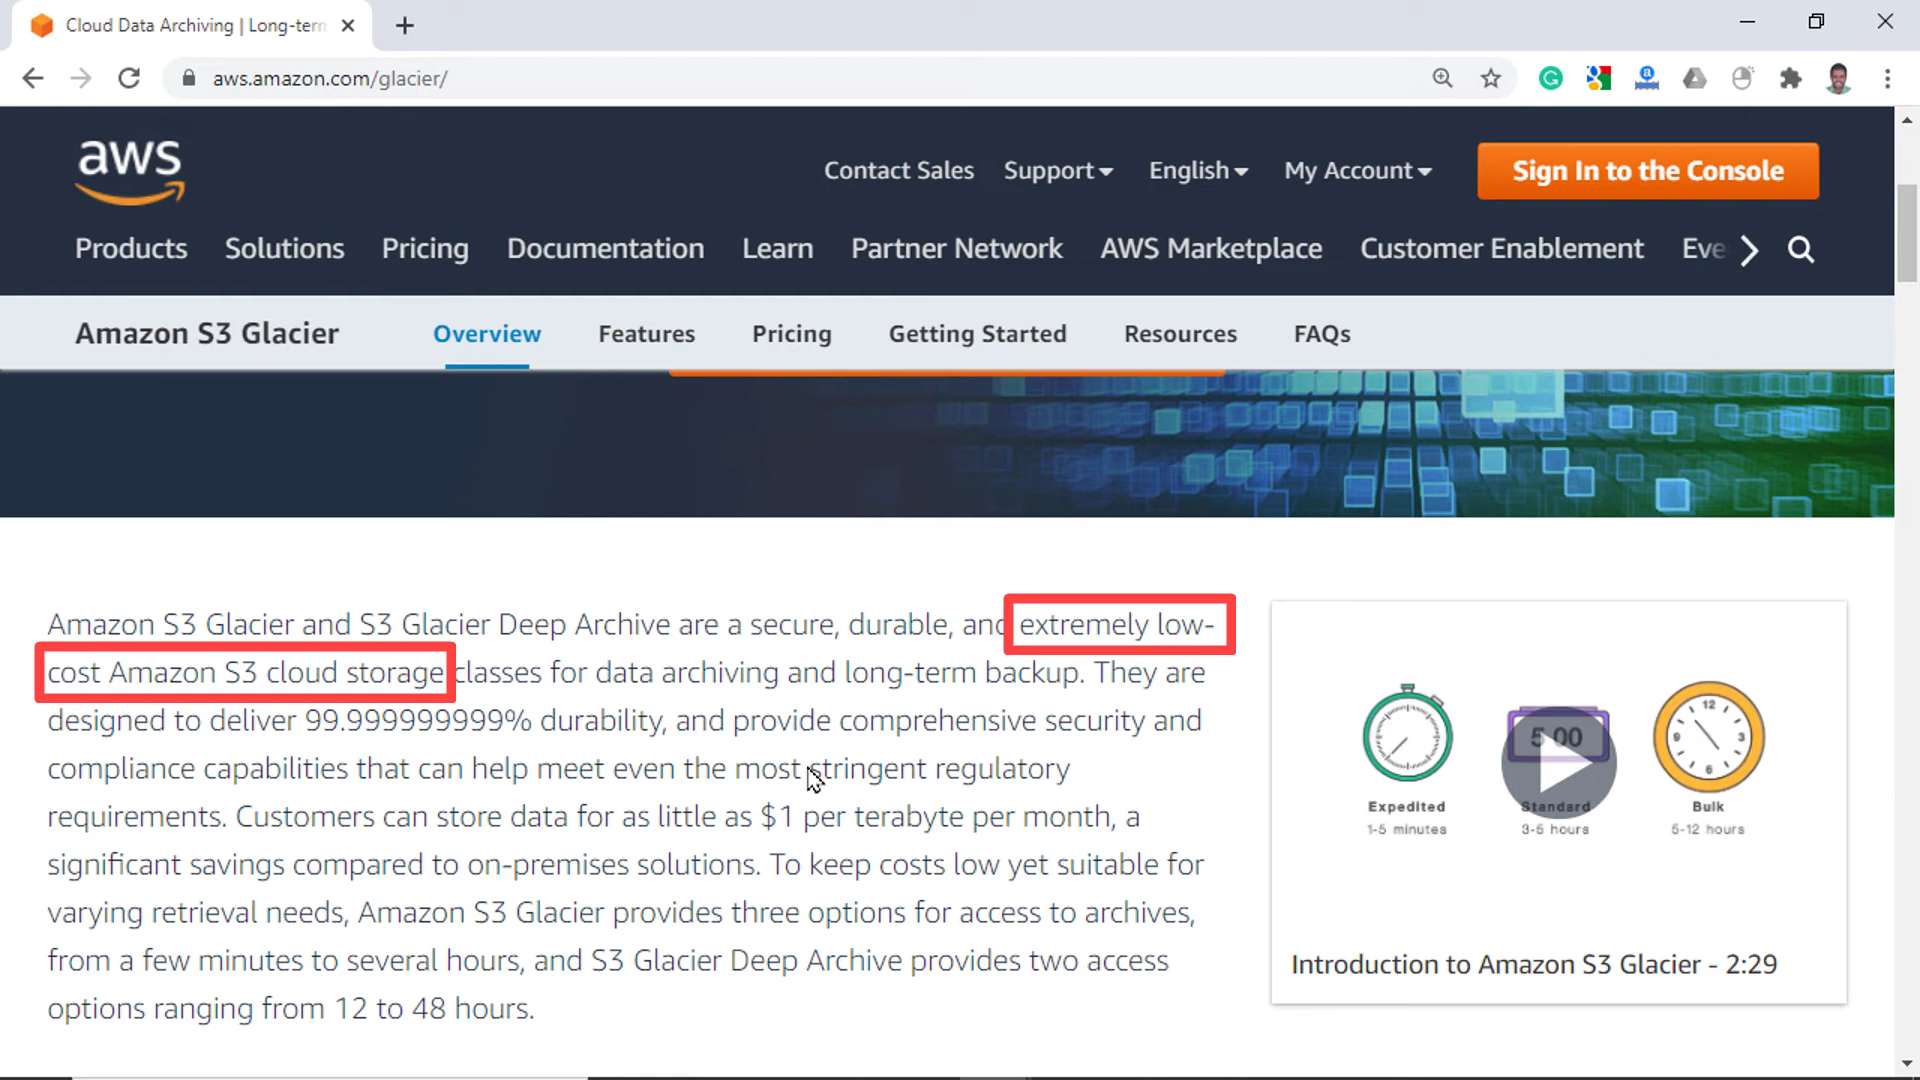 Cloud Data Archiving | Long-term
aws.amazon.com/glacier/
aws
Contact Sales Support English My Account Sign In to the Console
Products Solutions Pricing Documentation Learn Partner Network AWS Marketplace Customer Enablement Eve
Amazon S3 Glacier Overview Features Pricing Getting Started Resources FAQs
Amazon S3 Glacier and S3 Glacier Deep Archive are a secure, durable, and extremely low-
cost Amazon S3 cloud storage classes for data archiving and long-term backup. They are
designed to deliver 99.999999999% durability, and provide comprehensive security and
compliance capabilities that can help meet even the most stringent regulatory
requirements. Customers can store data for as little as $1 per terabyte per month, a
significant savings compared to on-premises solutions. To keep costs low yet suitable for
varying retrieval needs, Amazon S3 Glacier provides three options for access to archives,
from a few minutes to several hours, and S3 Glacier Deep Archive provides two access
options ranging from 12 to 48 hours.
5:00
12
9 3
6
Expedited Standard Bulk
1-5 minutes 3-5 hours 5-12 hours
Introduction to Amazon S3 Glacier - 2:29